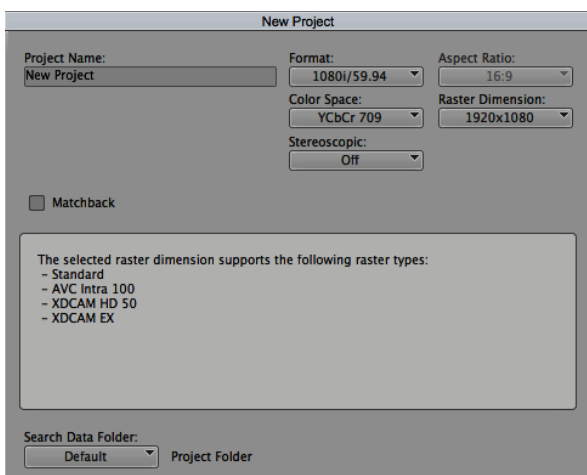 New Project
Project Name:
New Project
Format:
1080i/59.94
Aspect Ratio:
16:9
Color Space:
YCbCr 709
Raster Dimension:
1920x1080
Stereoscopic:
Off
Matchback
The selected raster dimension supports the following raster types:
- Standard
- AVC Intra 100
- XDCAM HD 50
- XDCAM EX
Search Data Folder:
Default
Project Folder